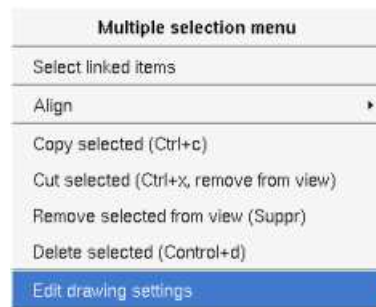 Multiple selection menu
Select linked items
Align
Copy selected (Ctrl+c)
Cut selected (Ctrl+x, remove from view)
Remove selected from view (Suppr)
Delete selected (Control+d)
Edit drawing settings